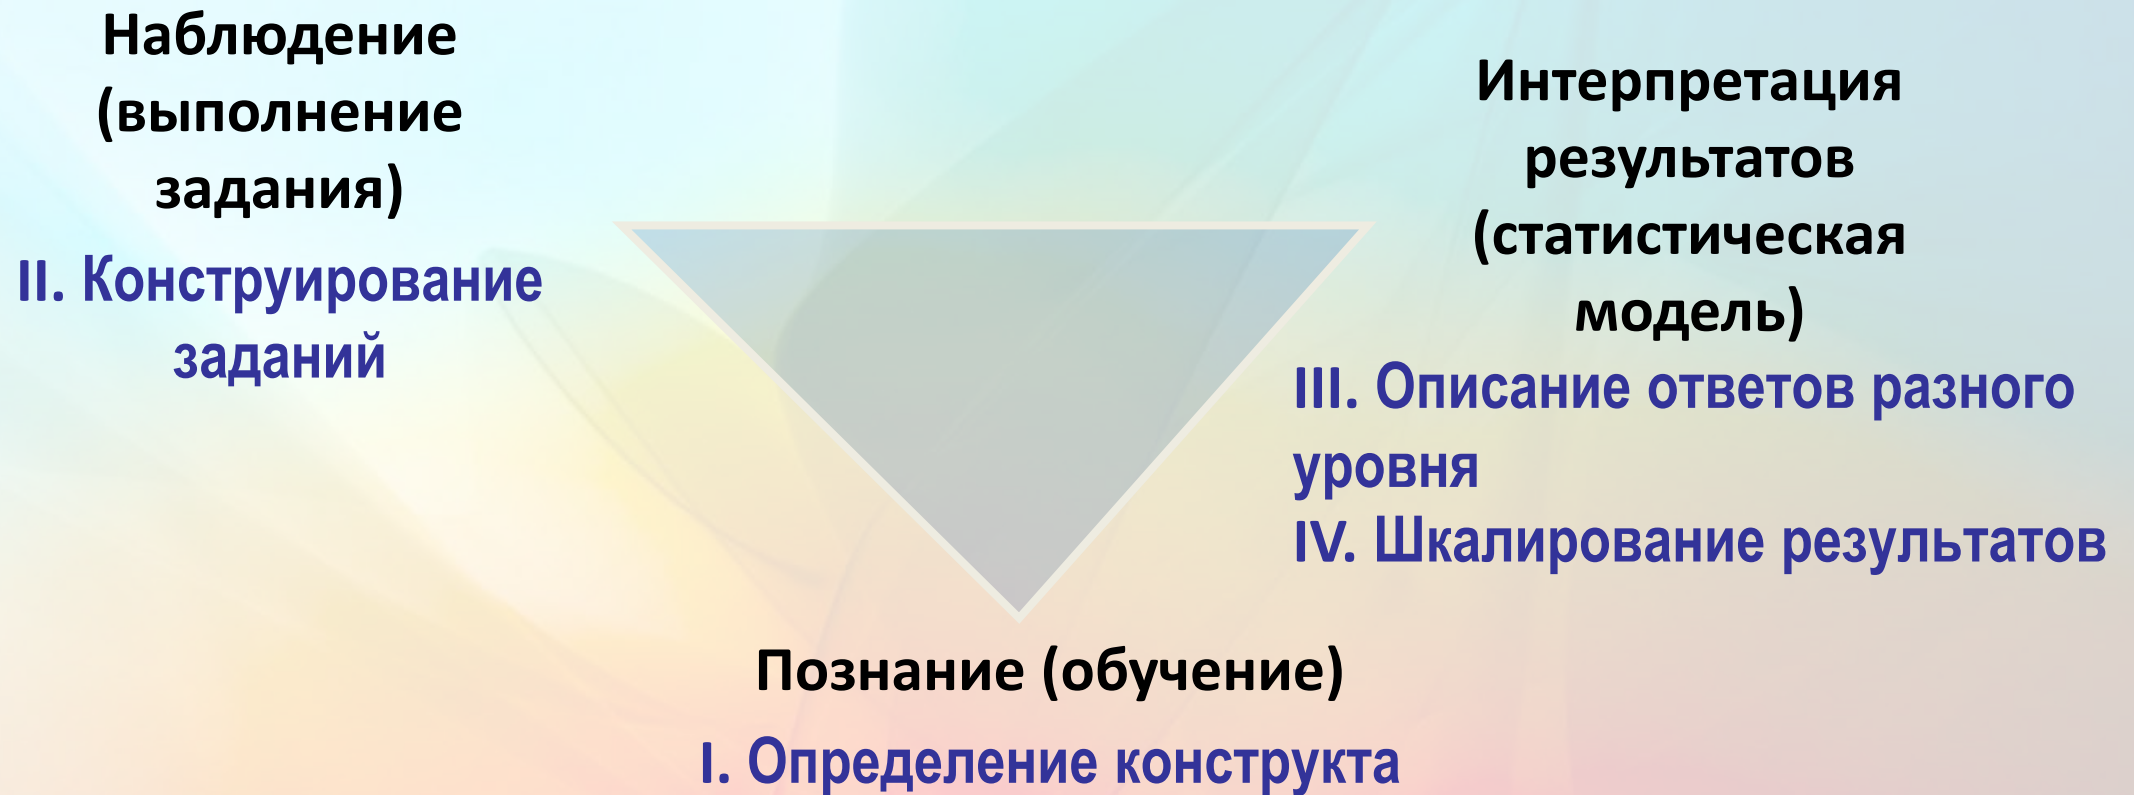 Наблюдение
(выполнение
задания)
II. Конструирование
заданий
Интерпретация
результатов
(статистическая
модель)
III. Описание ответов разного
уровня
IV. Шкалирование результатов
Познание (обучение)
I. Определение конструкта